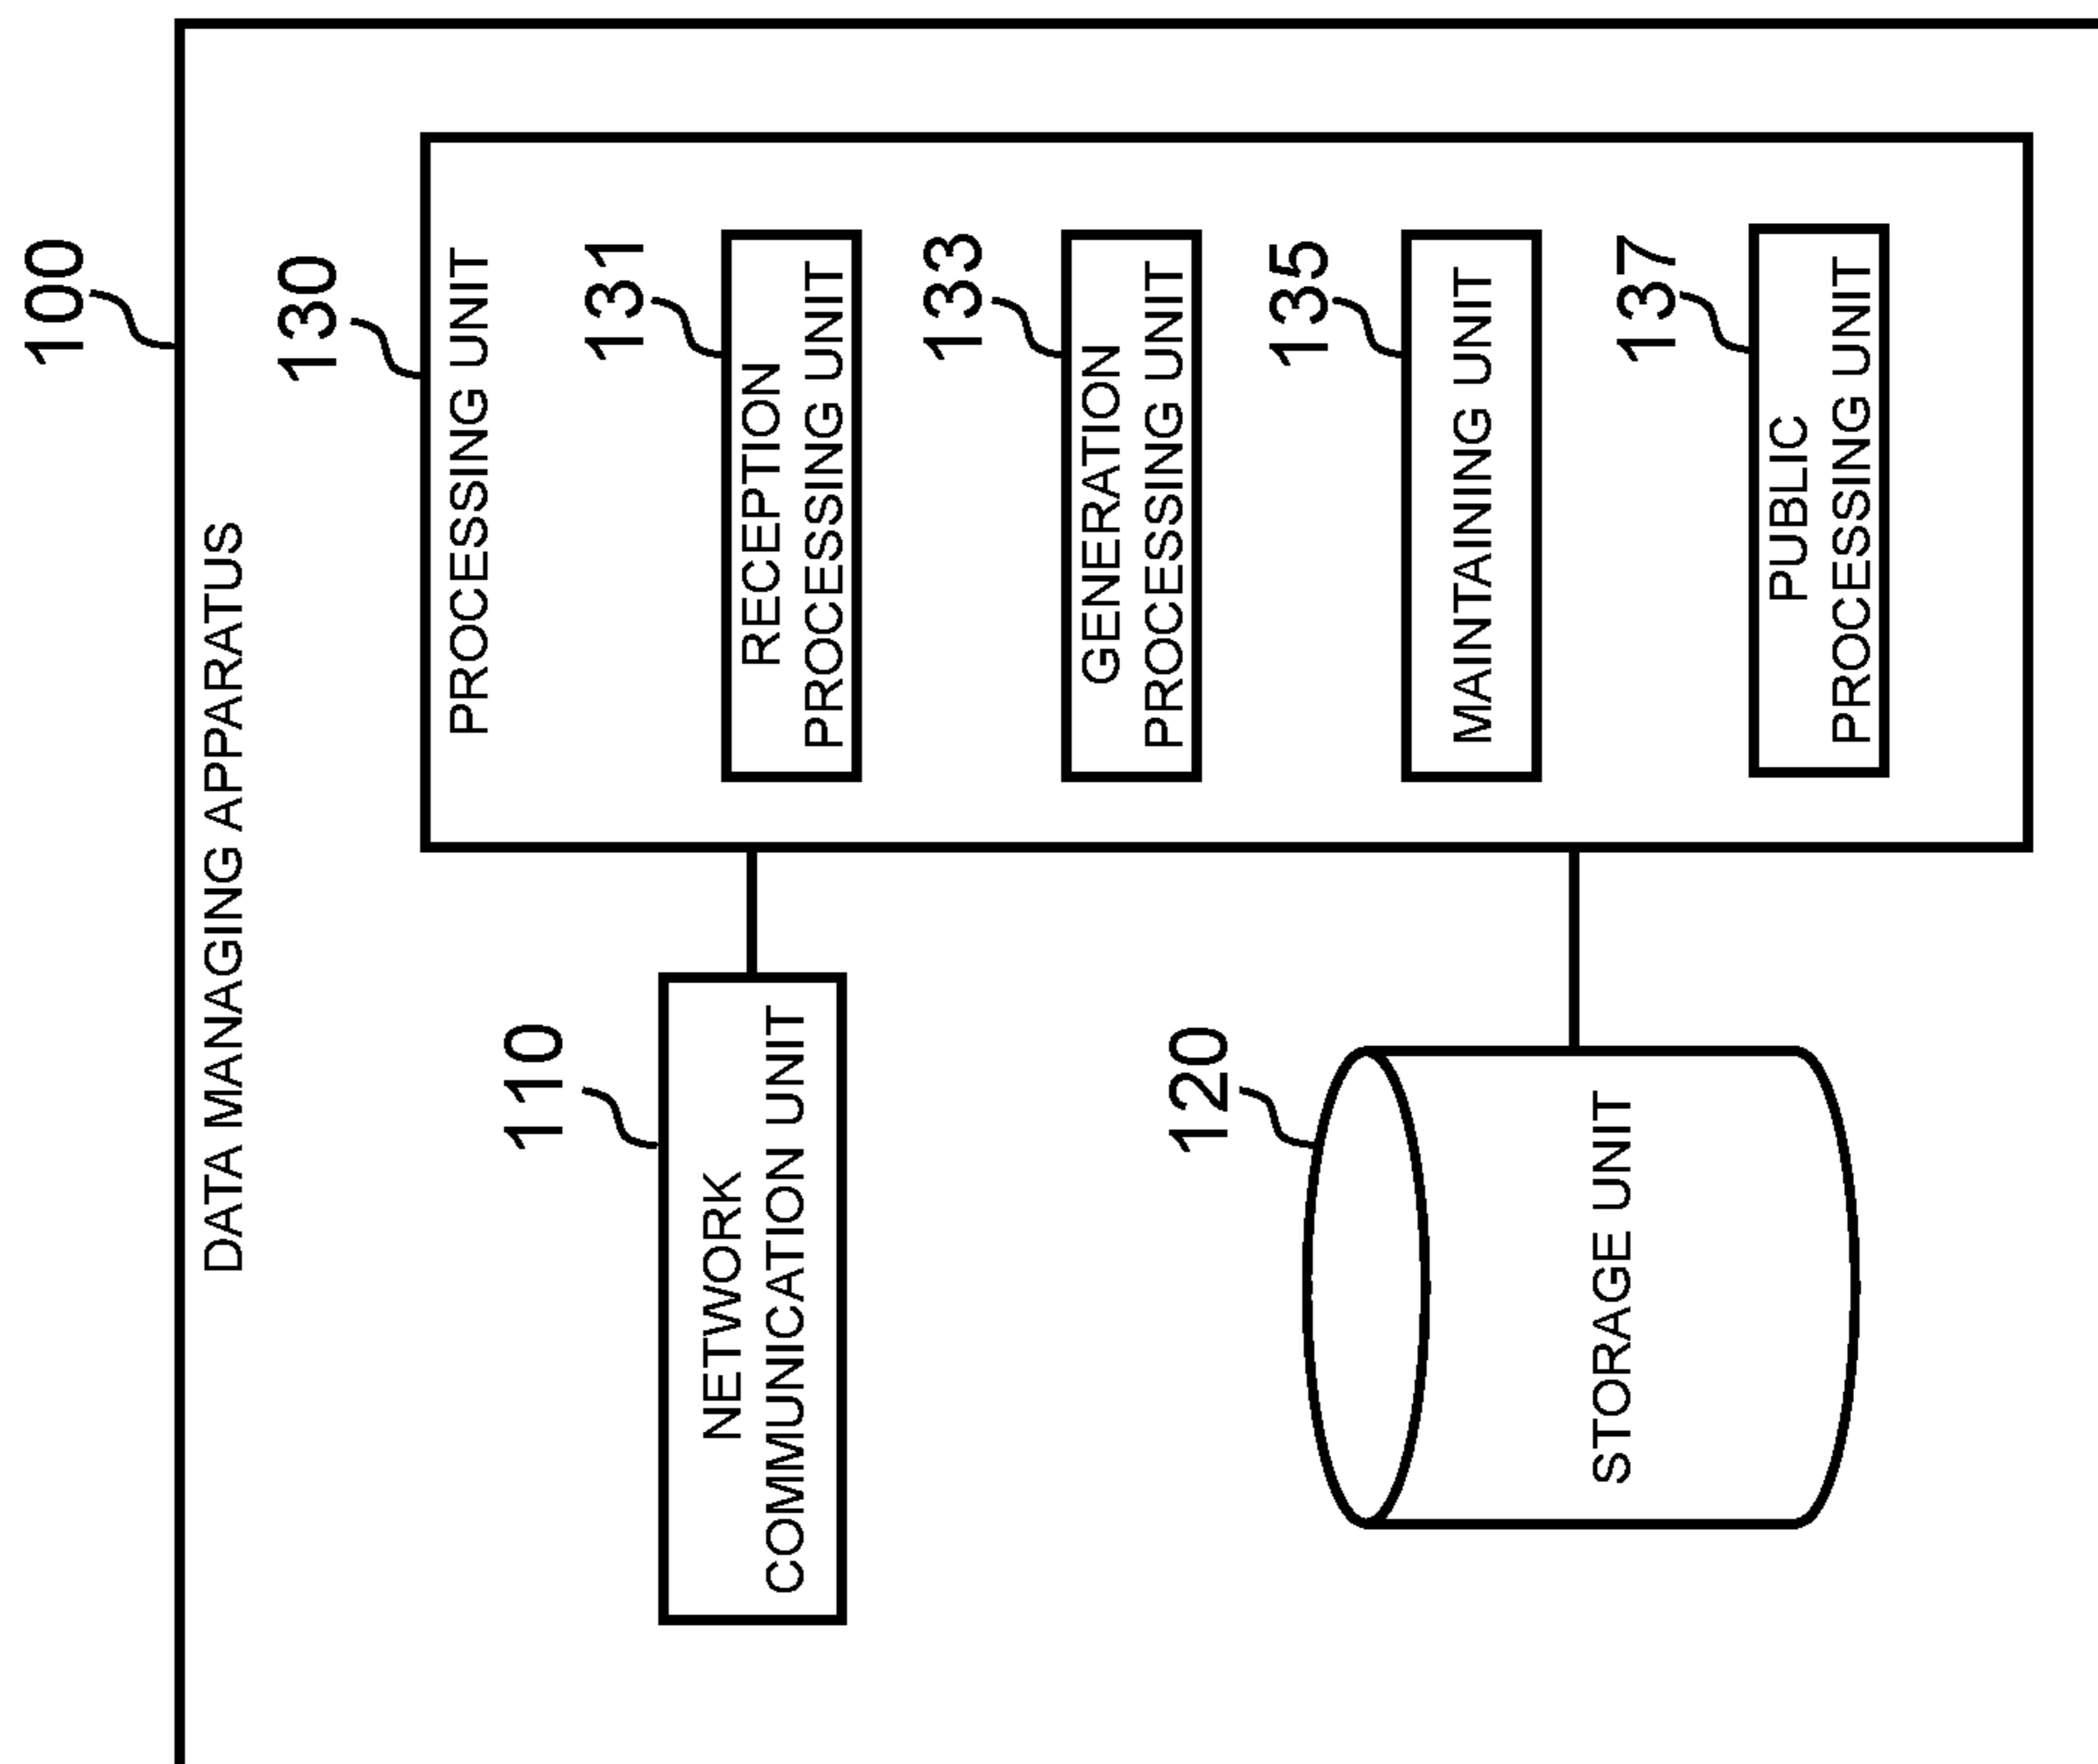 100
DATA MANAGING APPARATUS
110
NETWORK
COMMUNICATION UNIT
120
STORAGE UNIT
130
PROCESSING UNIT
131
RECEPTION
PROCESSING UNIT
133
GENERATION
PROCESSING UNIT
135
MAINTAINING UNIT
137
PUBLIC
PROCESSING UNIT